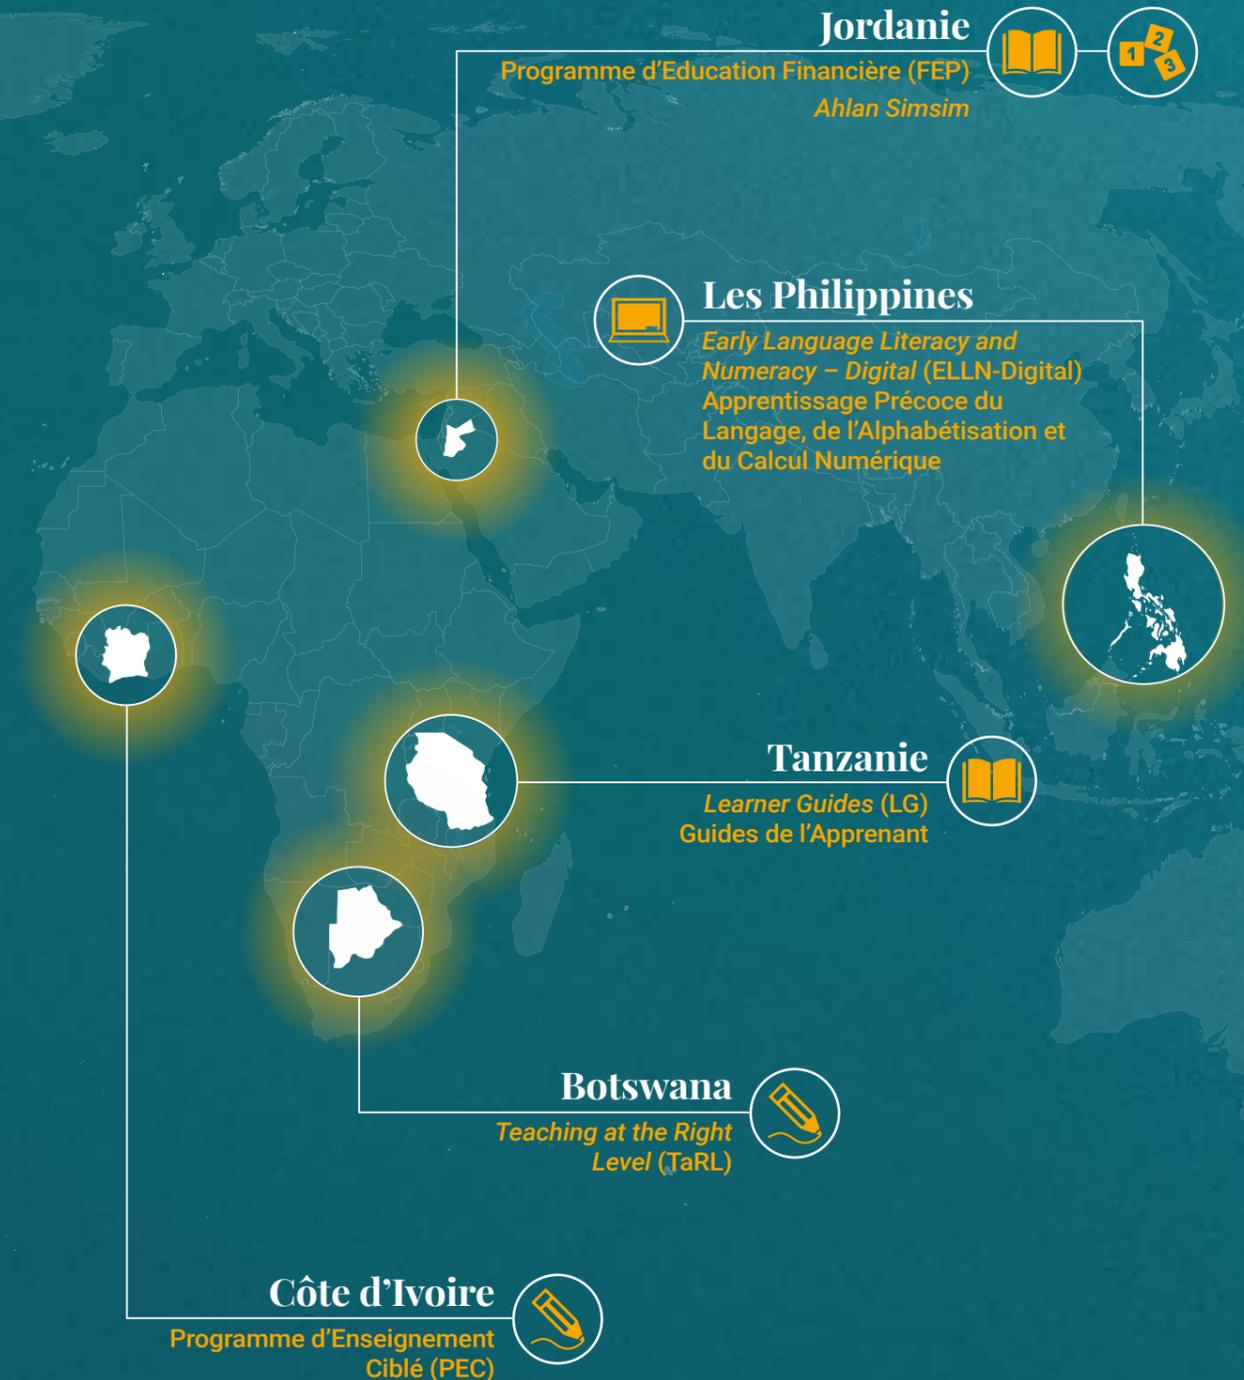 Jordanie
Programme d’Education Financière (FEP)
Ahlan Simsim
1
2
3
Les Philippines
Early Language Literacy and
Numeracy – Digital (ELLN-Digital)
Apprentissage Précoce du
Langage, de l’Alphabétisation et
du Calcul Numérique
Tanzanie
Learner Guides (LG)
Guides de l’Apprenant
Botswana
Teaching at the Right
Level (TaRL)
Côte d’Ivoire
Programme d’Enseignement
Ciblé (PEC)